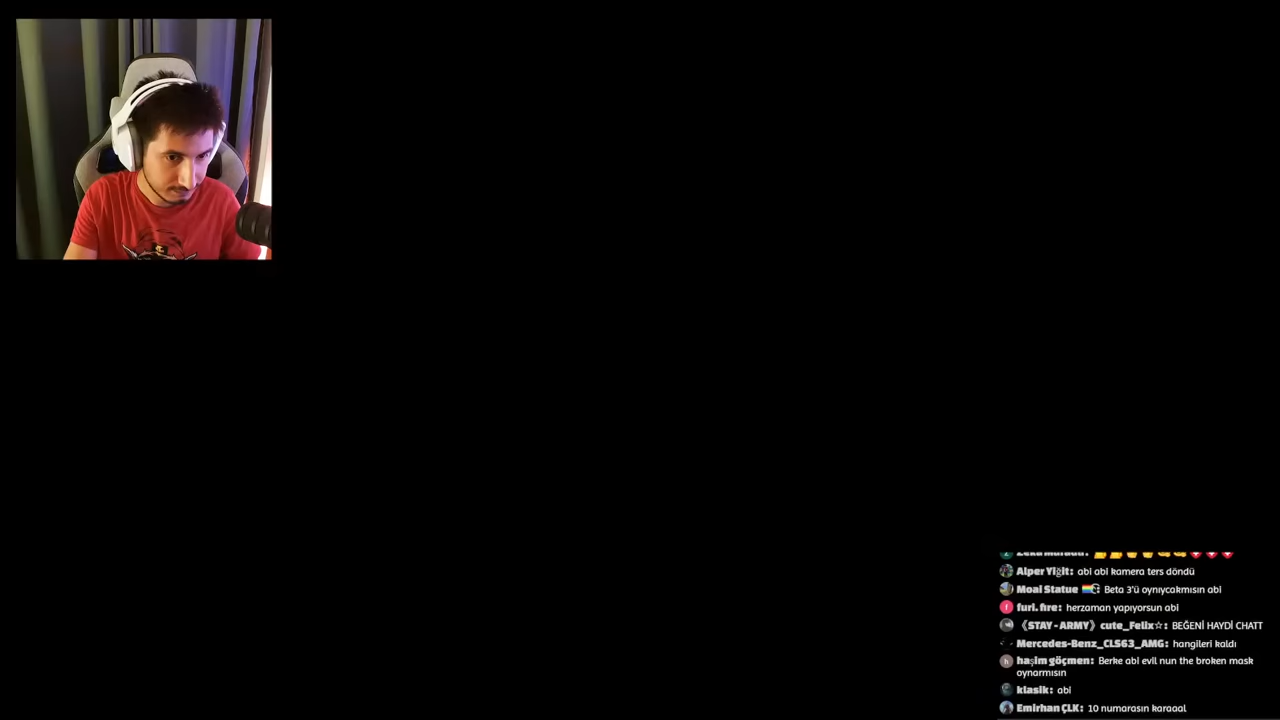 Alper Yiğit: abi abi kamera ters döndü
Moai Statue 🏳️‍🌈: Beta 3'ü oynıycakmısın abi
furi. fire: herzaman yapıyorsun abi
《STAY - ARMY》 cute_Felix☆: BEĞENİ HAYDİ CHATT
Mercedes-Benz_CLS63_AMG: hangileri kaldı
haşim göçmen: Berke abi evil nun the broken mask
oynarmısın
klasik: abi
Emirhan ÇLK: 10 numarasın karaaal